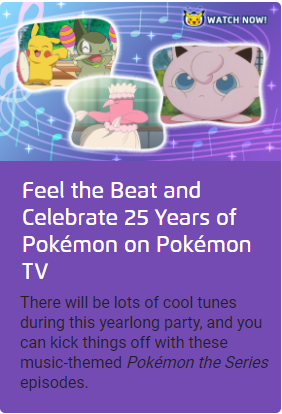 WATCH NOW!
Feel the Beat and
Celebrate 25 Years of
Pokémon on Pokémon
TV
There will be lots of cool tunes
during this yearlong party, and you
can kick things off with these
music-themed Pokémon the Series
episodes.